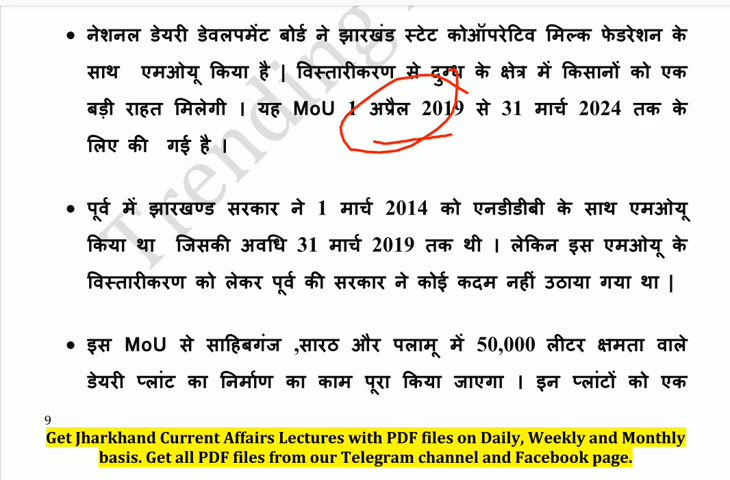 • नेशनल डेयरी डेवलपमेंट बोर्ड ने झारखंड स्टेट कोऑपरेटिव मिल्क फेडरेशन के
साथ एमओयू किया है | विस्तारीकरण से दुग्ध के क्षेत्र में किसानों को एक
बड़ी राहत मिलेगी । यह MoU 1 अप्रैल 2019 से 31 मार्च 2024 तक के
लिए की गई है ।
• पूर्व में झारखण्ड सरकार ने 1 मार्च 2014 को एनडीडीबी के साथ एमओयू
किया था जिसकी अवधि 31 मार्च 2019 तक थी । लेकिन इस एमओयू के
विस्तारीकरण को लेकर पूर्व की सरकार ने कोई कदम नहीं उठाया गया था |
• इस MoU से साहिबगंज ,सारठ और पलामू में 50,000 लीटर क्षमता वाले
डेयरी प्लांट का निर्माण का काम पूरा किया जाएगा । इन प्लांटों को एक
9
Get Jharkhand Current Affairs Lectures with PDF files on Daily, Weekly and Monthly
basis. Get all PDF files from our Telegram channel and Facebook page.
Trending